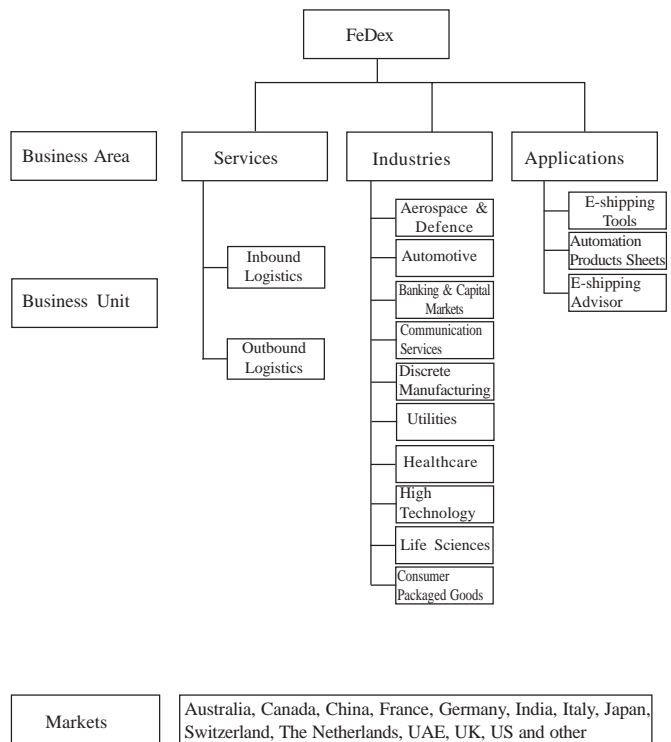 FeDex
Business Area
Services
Industries
Applications
Business Unit
Inbound
Logistics
Outbound
Logistics
Aerospace &
Defence
Automotive
Banking & Capital
Markets
Communication
Services
Discrete
Manufacturing
Utilities
Healthcare
High
Technology
Life Sciences
Consumer
Packaged Goods
E-shipping
Tools
Automation
Products Sheets
E-shipping
Advisor
Markets
Australia, Canada, China, France, Germany, India, Italy, Japan,
Switzerland, The Netherlands, UAE, UK, US and other